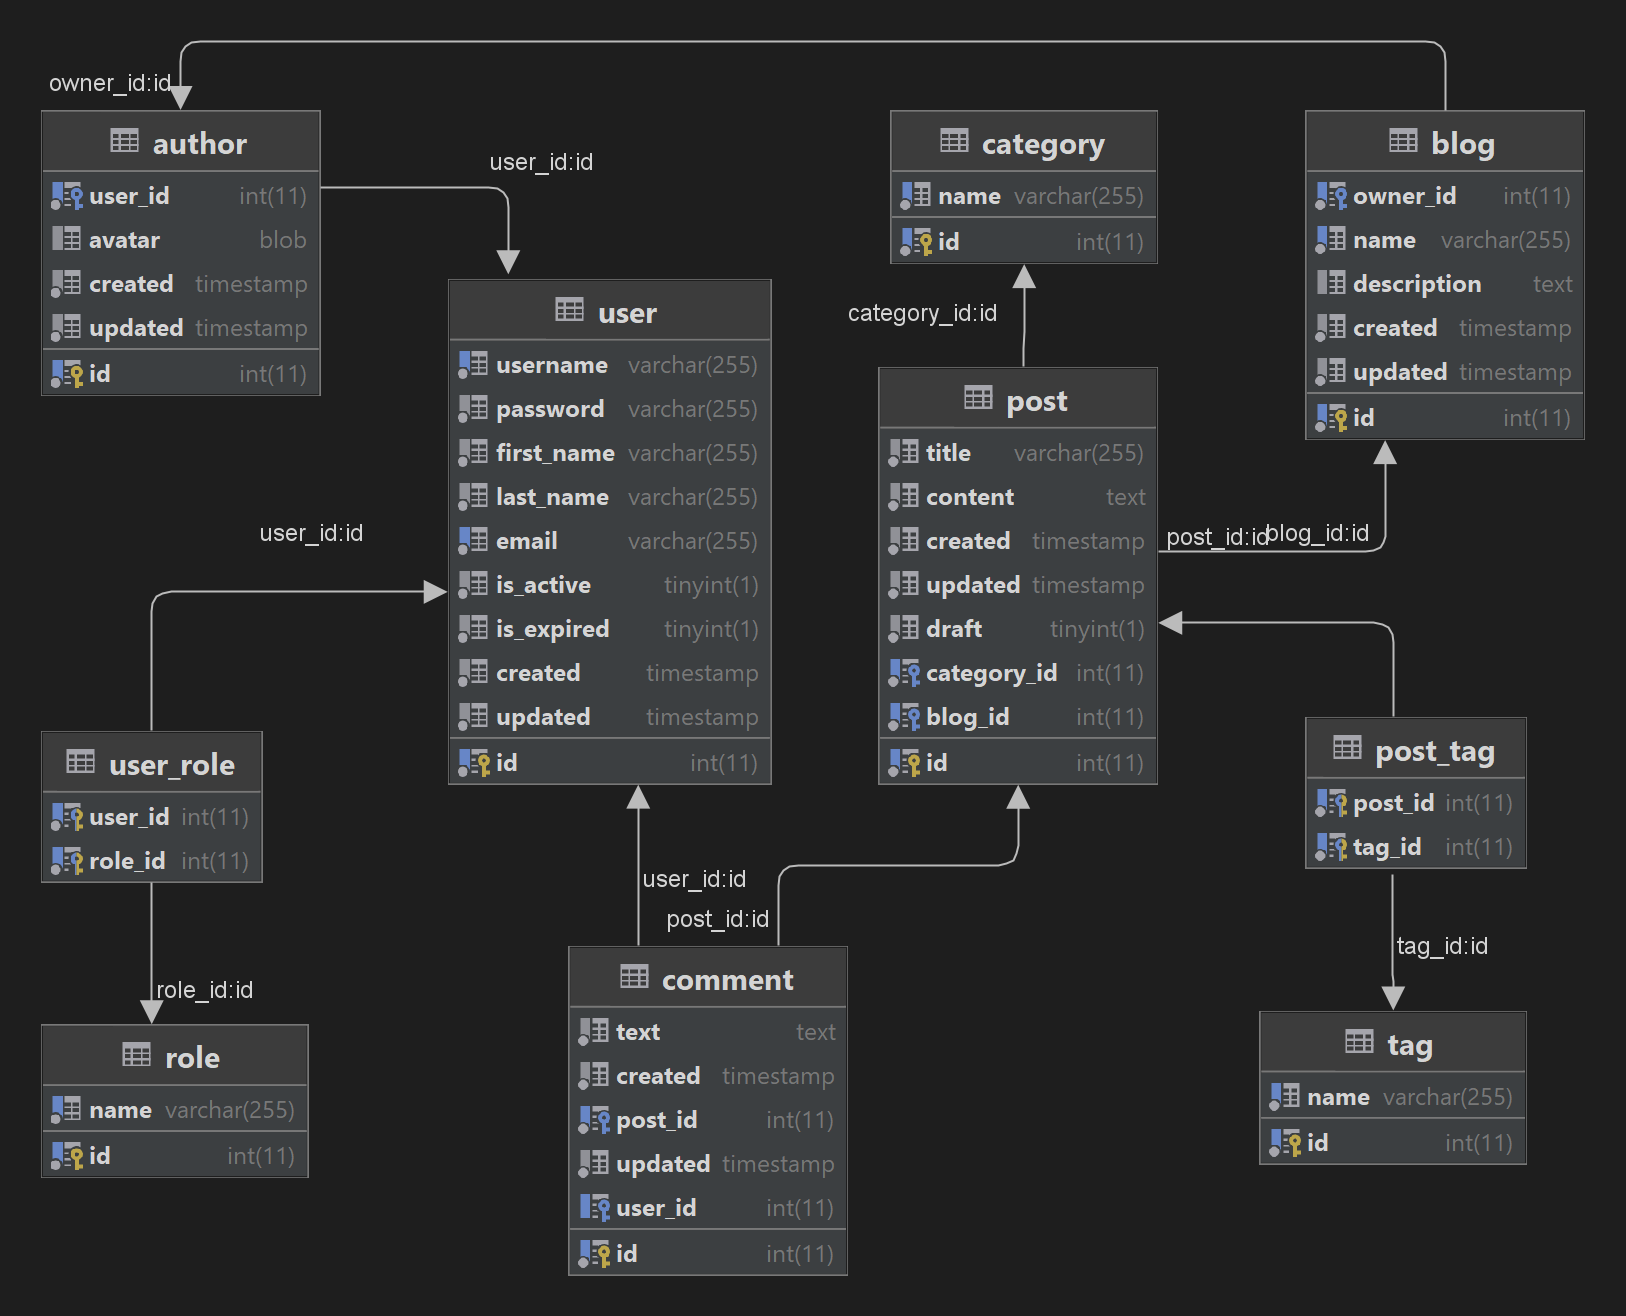 owner_id:id
author
user_id int(11)
avatar blob
created timestamp
updated timestamp
id int(11)
user_id:id
user
username varchar(255)
password varchar(255)
first_name varchar(255)
last_name varchar(255)
email varchar(255)
is_active tinyint(1)
is_expired tinyint(1)
created timestamp
updated timestamp
id int(11)
category
name varchar(255)
id int(11)
category_id:id
post
title varchar(255)
content text
created timestamp
updated timestamp
draft tinyint(1)
category_id int(11)
blog_id int(11)
id int(11)
blog
owner_id int(11)
name varchar(255)
description text
created timestamp
updated timestamp
id int(11)
post_id:id
blog_id:id
user_id:id
user_role
user_id int(11)
role_id int(11)
role_id:id
role
name varchar(255)
id int(11)
user_id:id
post_id:id
comment
text text
created timestamp
post_id int(11)
updated timestamp
user_id int(11)
id int(11)
post_tag
post_id int(11)
tag_id int(11)
tag_id:id
tag
name varchar(255)
id int(11)